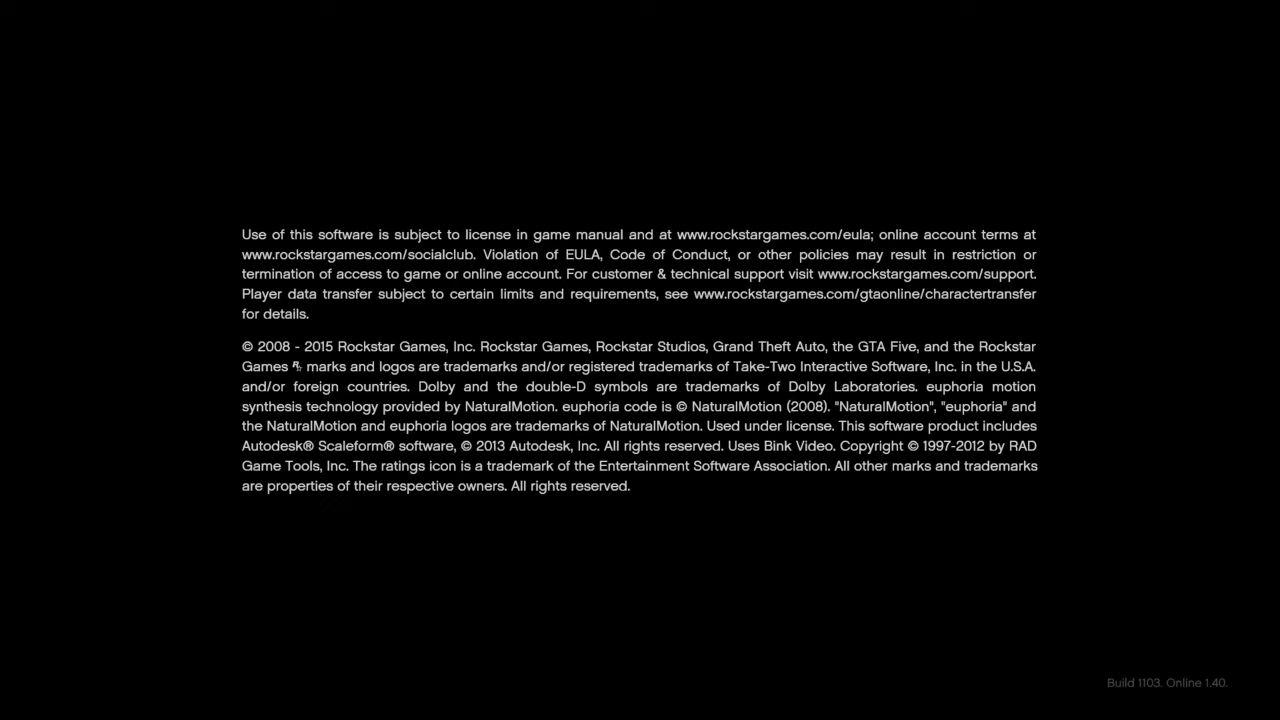 Use of this software is subject to license in game manual and at www.rockstargames.com/eula; online account terms at
www.rockstargames.com/socialclub. Violation of EULA, Code of Conduct, or other policies may result in restriction or
termination of access to game or online account. For customer & technical support visit www.rockstargames.com/support.
Player data transfer subject to certain limits and requirements, see www.rockstargames.com/gtaonline/charactertransfer
for details.
© 2008 - 2015 Rockstar Games, Inc. Rockstar Games, Rockstar Studios, Grand Theft Auto, the GTA Five, and the Rockstar
Games R* marks and logos are trademarks and/or registered trademarks of Take-Two Interactive Software, Inc. in the U.S.A.
and/or foreign countries. Dolby and the double-D symbols are trademarks of Dolby Laboratories. euphoria motion
synthesis technology provided by NaturalMotion. euphoria code is © NaturalMotion (2008). "NaturalMotion", "euphoria" and
the NaturalMotion and euphoria logos are trademarks of NaturalMotion. Used under license. This software product includes
Autodesk® Scaleform® software, © 2013 Autodesk, Inc. All rights reserved. Uses Bink Video. Copyright © 1997-2012 by RAD
Game Tools, Inc. The ratings icon is a trademark of the Entertainment Software Association. All other marks and trademarks
are properties of their respective owners. All rights reserved.
Build 1103. Online 1.40.